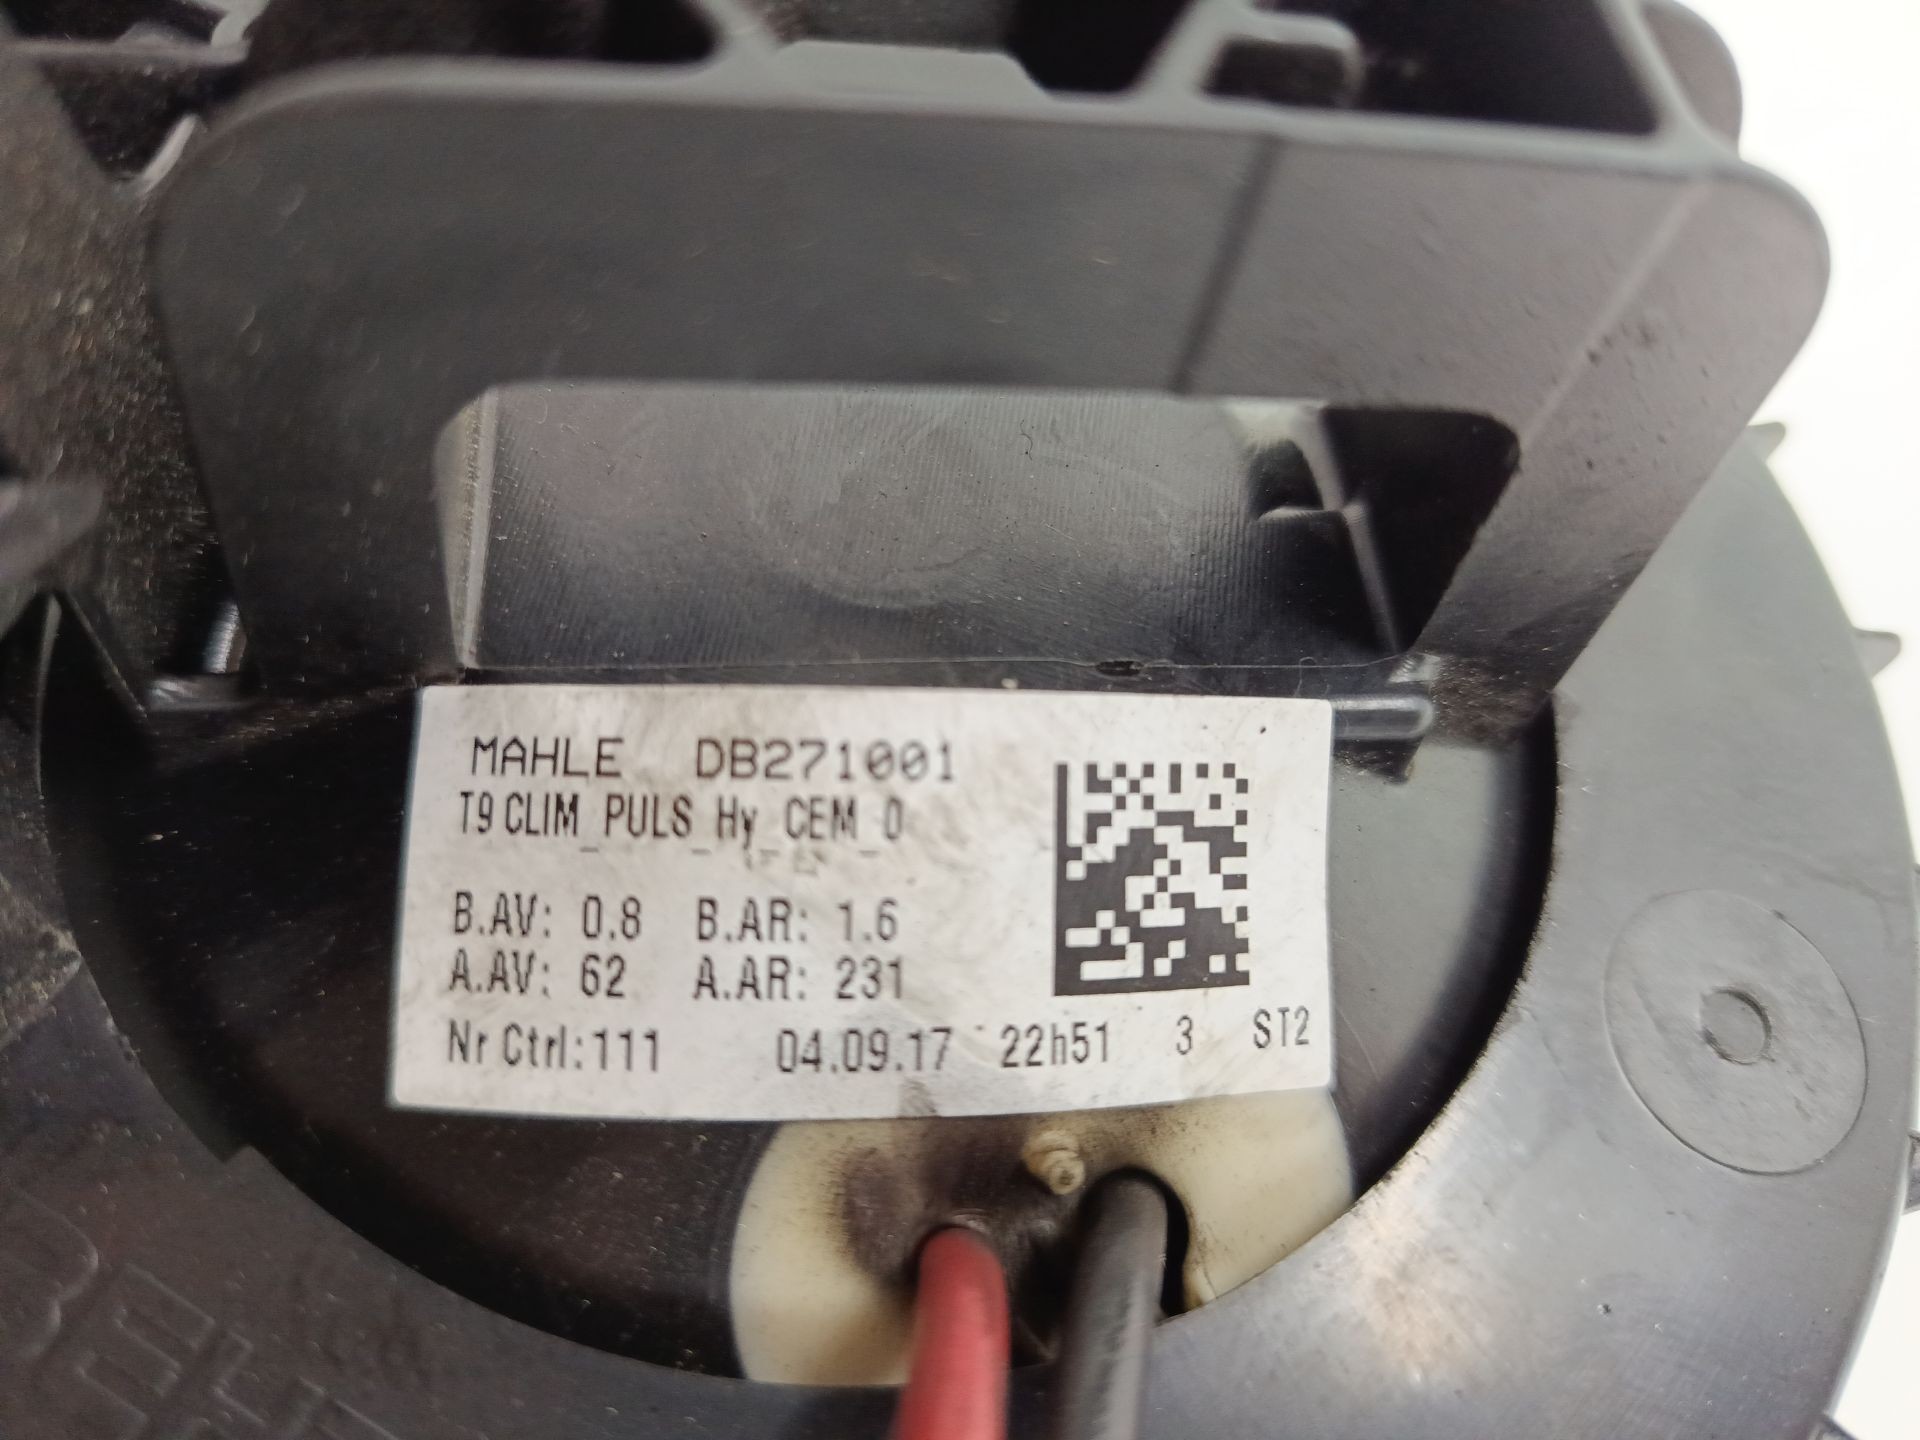 MAHLE DB271001
T9 CLIM_PULS_Hy_CEM_0
B.AV: 0.8 B.AR: 1.6
A.AV: 62 A.AR: 231
Nr Ctrl:111 04.09.17 22h51 3 ST2